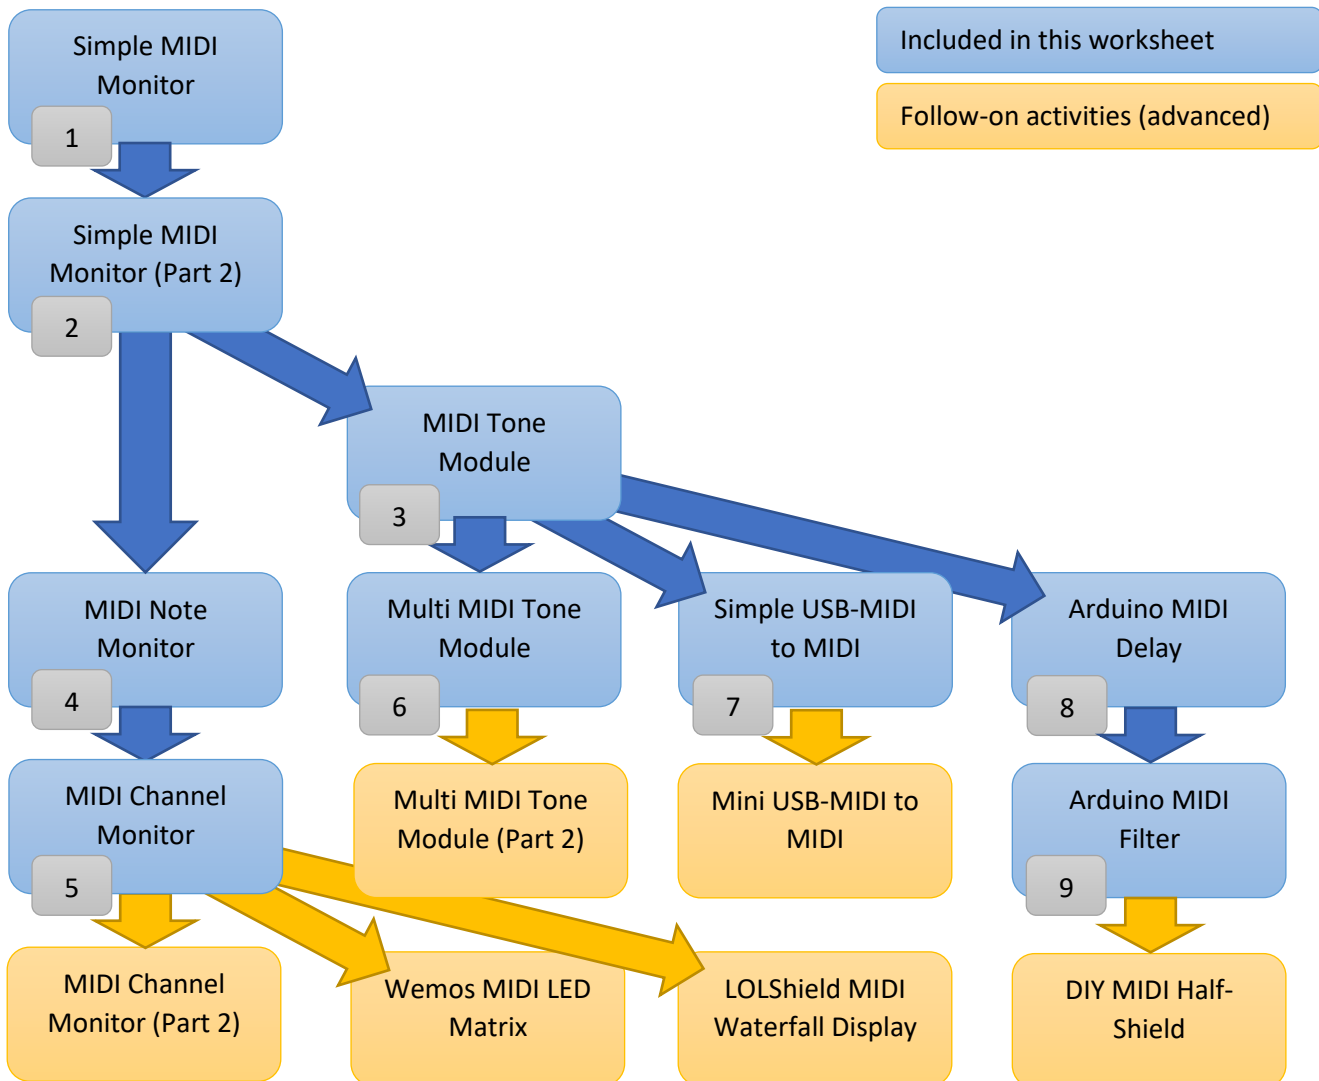 Simple MIDI
Monitor
1
Included in this worksheet
Follow-on activities (advanced)
Simple MIDI
Monitor (Part 2)
2
MIDI Tone
Module
3
MIDI Note
Monitor
4
Multi MIDI Tone
Module
6
Simple USB-MIDI
to MIDI
7
Arduino MIDI
Delay
8
MIDI Channel
Monitor
5
Multi MIDI Tone
Module (Part 2)
Mini USB-MIDI to
MIDI
Arduino MIDI
Filter
9
MIDI Channel
Monitor (Part 2)
Wemos MIDI LED
Matrix
LOLShield MIDI
Waterfall Display
DIY MIDI Half-
Shield